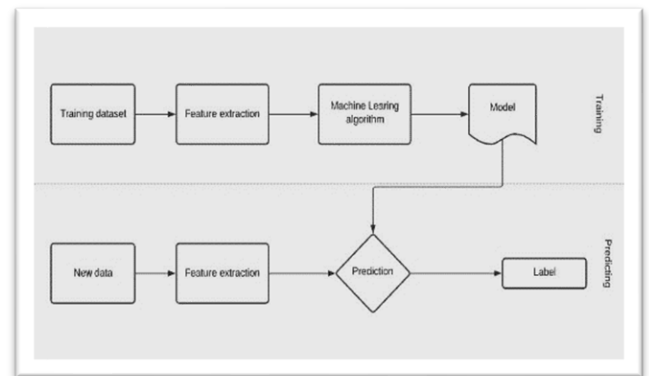 Training dataset
Feature extraction
Machine Lesring
algorithm
Model
Training
New data
Feature extraction
Prediction
Label
Predicting